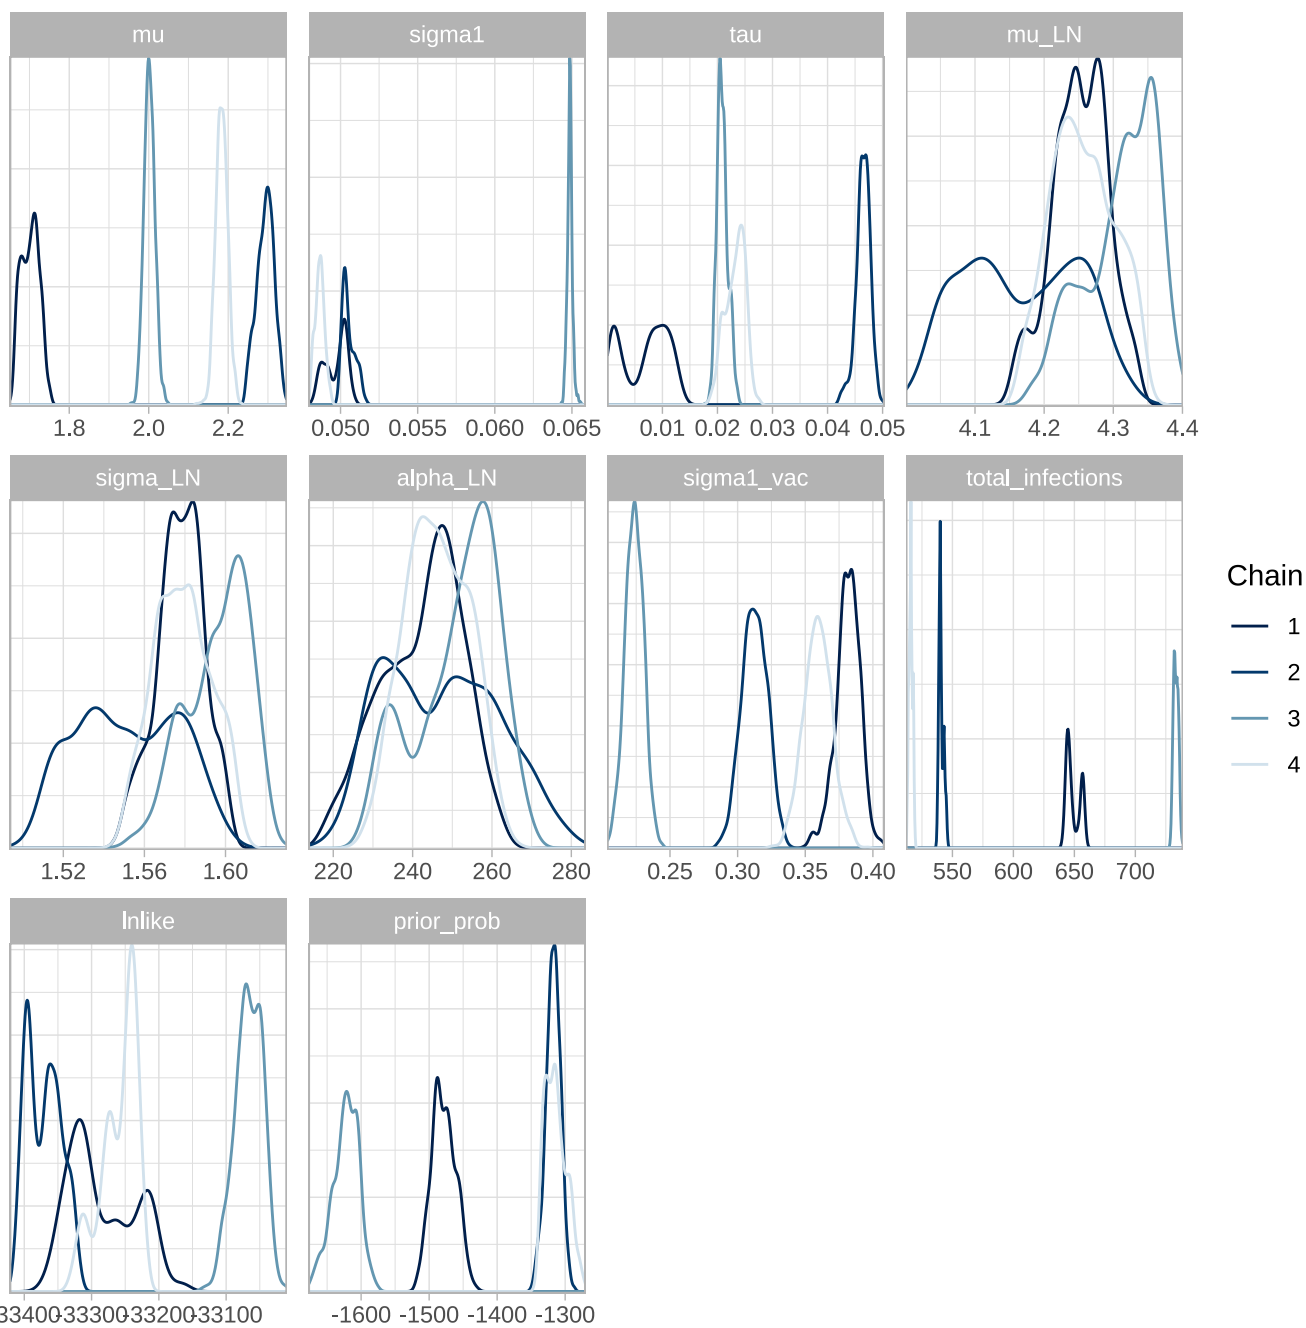 mu sigma1 tau mu_LN
1.8 2.0 2.2 0.050 0.055 0.060 0.065 0.01 0.02 0.03 0.04 0.05 4.1 4.2 4.3 4.4
sigma_LN alpha_LN sigma1_vac total_infections
1.52 1.56 1.60 220 240 260 280 0.25 0.30 0.35 0.40 550 600 650 700
Chain
1
2
3
4
lnlike prior_prob
33400 -33300 -33200 -33100 -1600 -1500 -1400 -1300